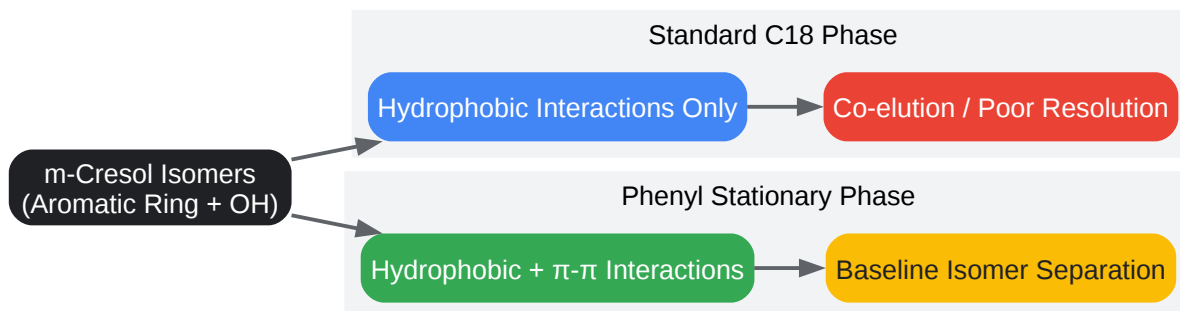 Standard C18 Phase
Hydrophobic Interactions Only
Co-elution / Poor Resolution
m-Cresol Isomers
(Aromatic Ring + OH)
Phenyl Stationary Phase
Hydrophobic + π-π Interactions
Baseline Isomer Separation